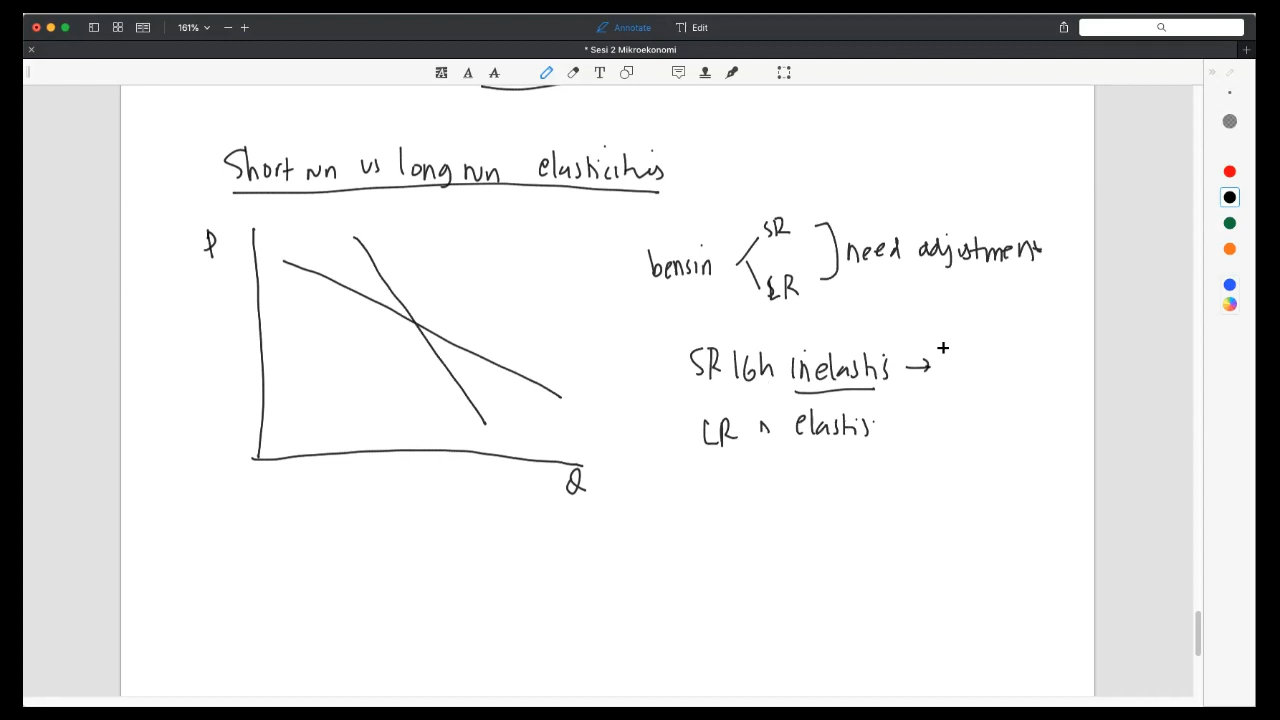 161%
Annotate
Edit
* Sesi 2 Mikroekonomi
Short run vs long run elasticitis
P
Q
bensin
SR
LR
need adjustment
SR lbh inelastis →
LR " elastis